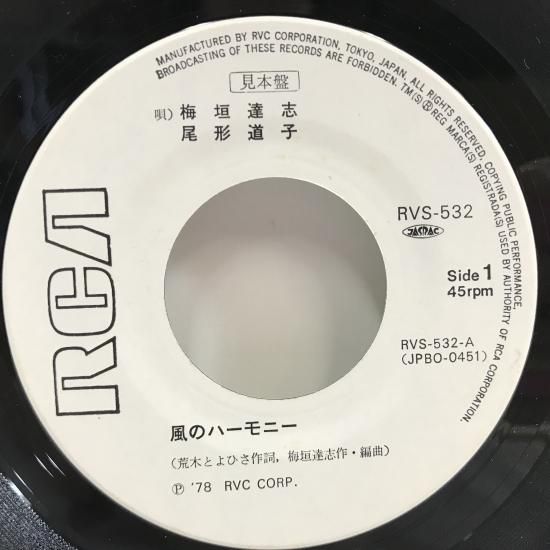 MANUFACTURED BY RVC CORPORATION, TOKYO, JAPAN. ALL RIGHTS RESERVED. COPYING PUBLIC PERFORMANCE,
BROADCASTING OF THESE RECORDS ARE FORBIDDEN. TM(S)®REG MARCA(S) REGISTRADA(S) USED BY AUTHORITY OF RCA CORPORATION.
見本盤
唄) 梅垣達志
尾形道子
RCA
RVS-532
JASRAC
Side 1
45rpm
RVS-532-A
(JPBO-0451)
風のハーモニー
(荒木とよひさ作詞, 梅垣達志作・編曲)
Ⓟ '78 RVC CORP.